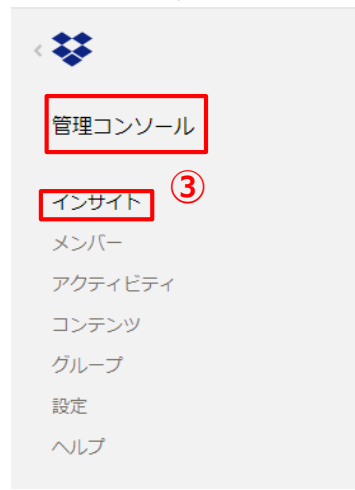 管理コンソール
インサイト
③
メンバー
アクティビティ
コンテンツ
グループ
設定
ヘルプ